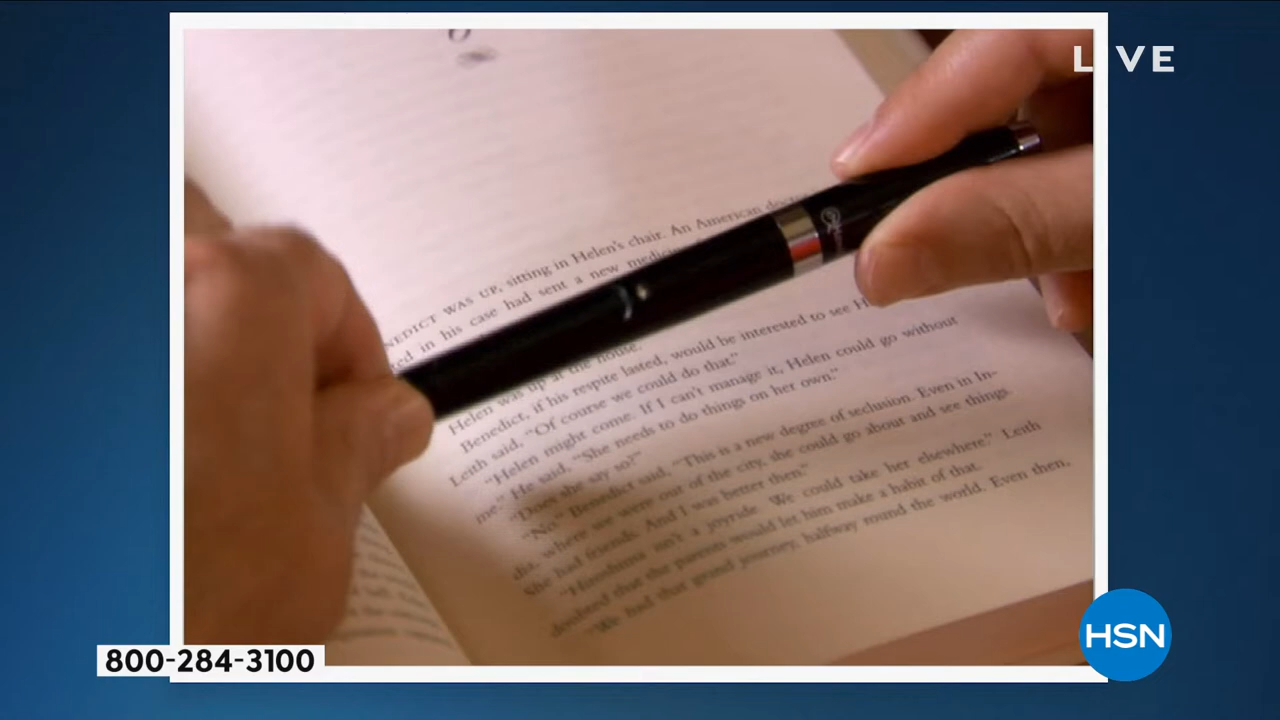 LIVE
NEDICT WAS UP, sitting in Helen's chair. An American doctor
in his case had sent a new medicine
Helen was up at the house.
Benedict, if his respite lasted, would be interested to see H
Leith said, "Of course we could do that."
"Helen might come. If I can't manage it, Helen could go without
me." He said, "She needs to do things on her own."
"Does she say so?"
"No." Benedict said. "This is a new degree of seclusion. Even in In-
dia, where we were out of the city, she could go about and see things.
She had friends. And I was better then."
"Hiroshima isn't a joyride. We could take her elsewhere." Leith
doubted that the parents would let him make a habit of that.
"We had that grand journey, halfway round the world. Even then,
800-284-3100
HSN